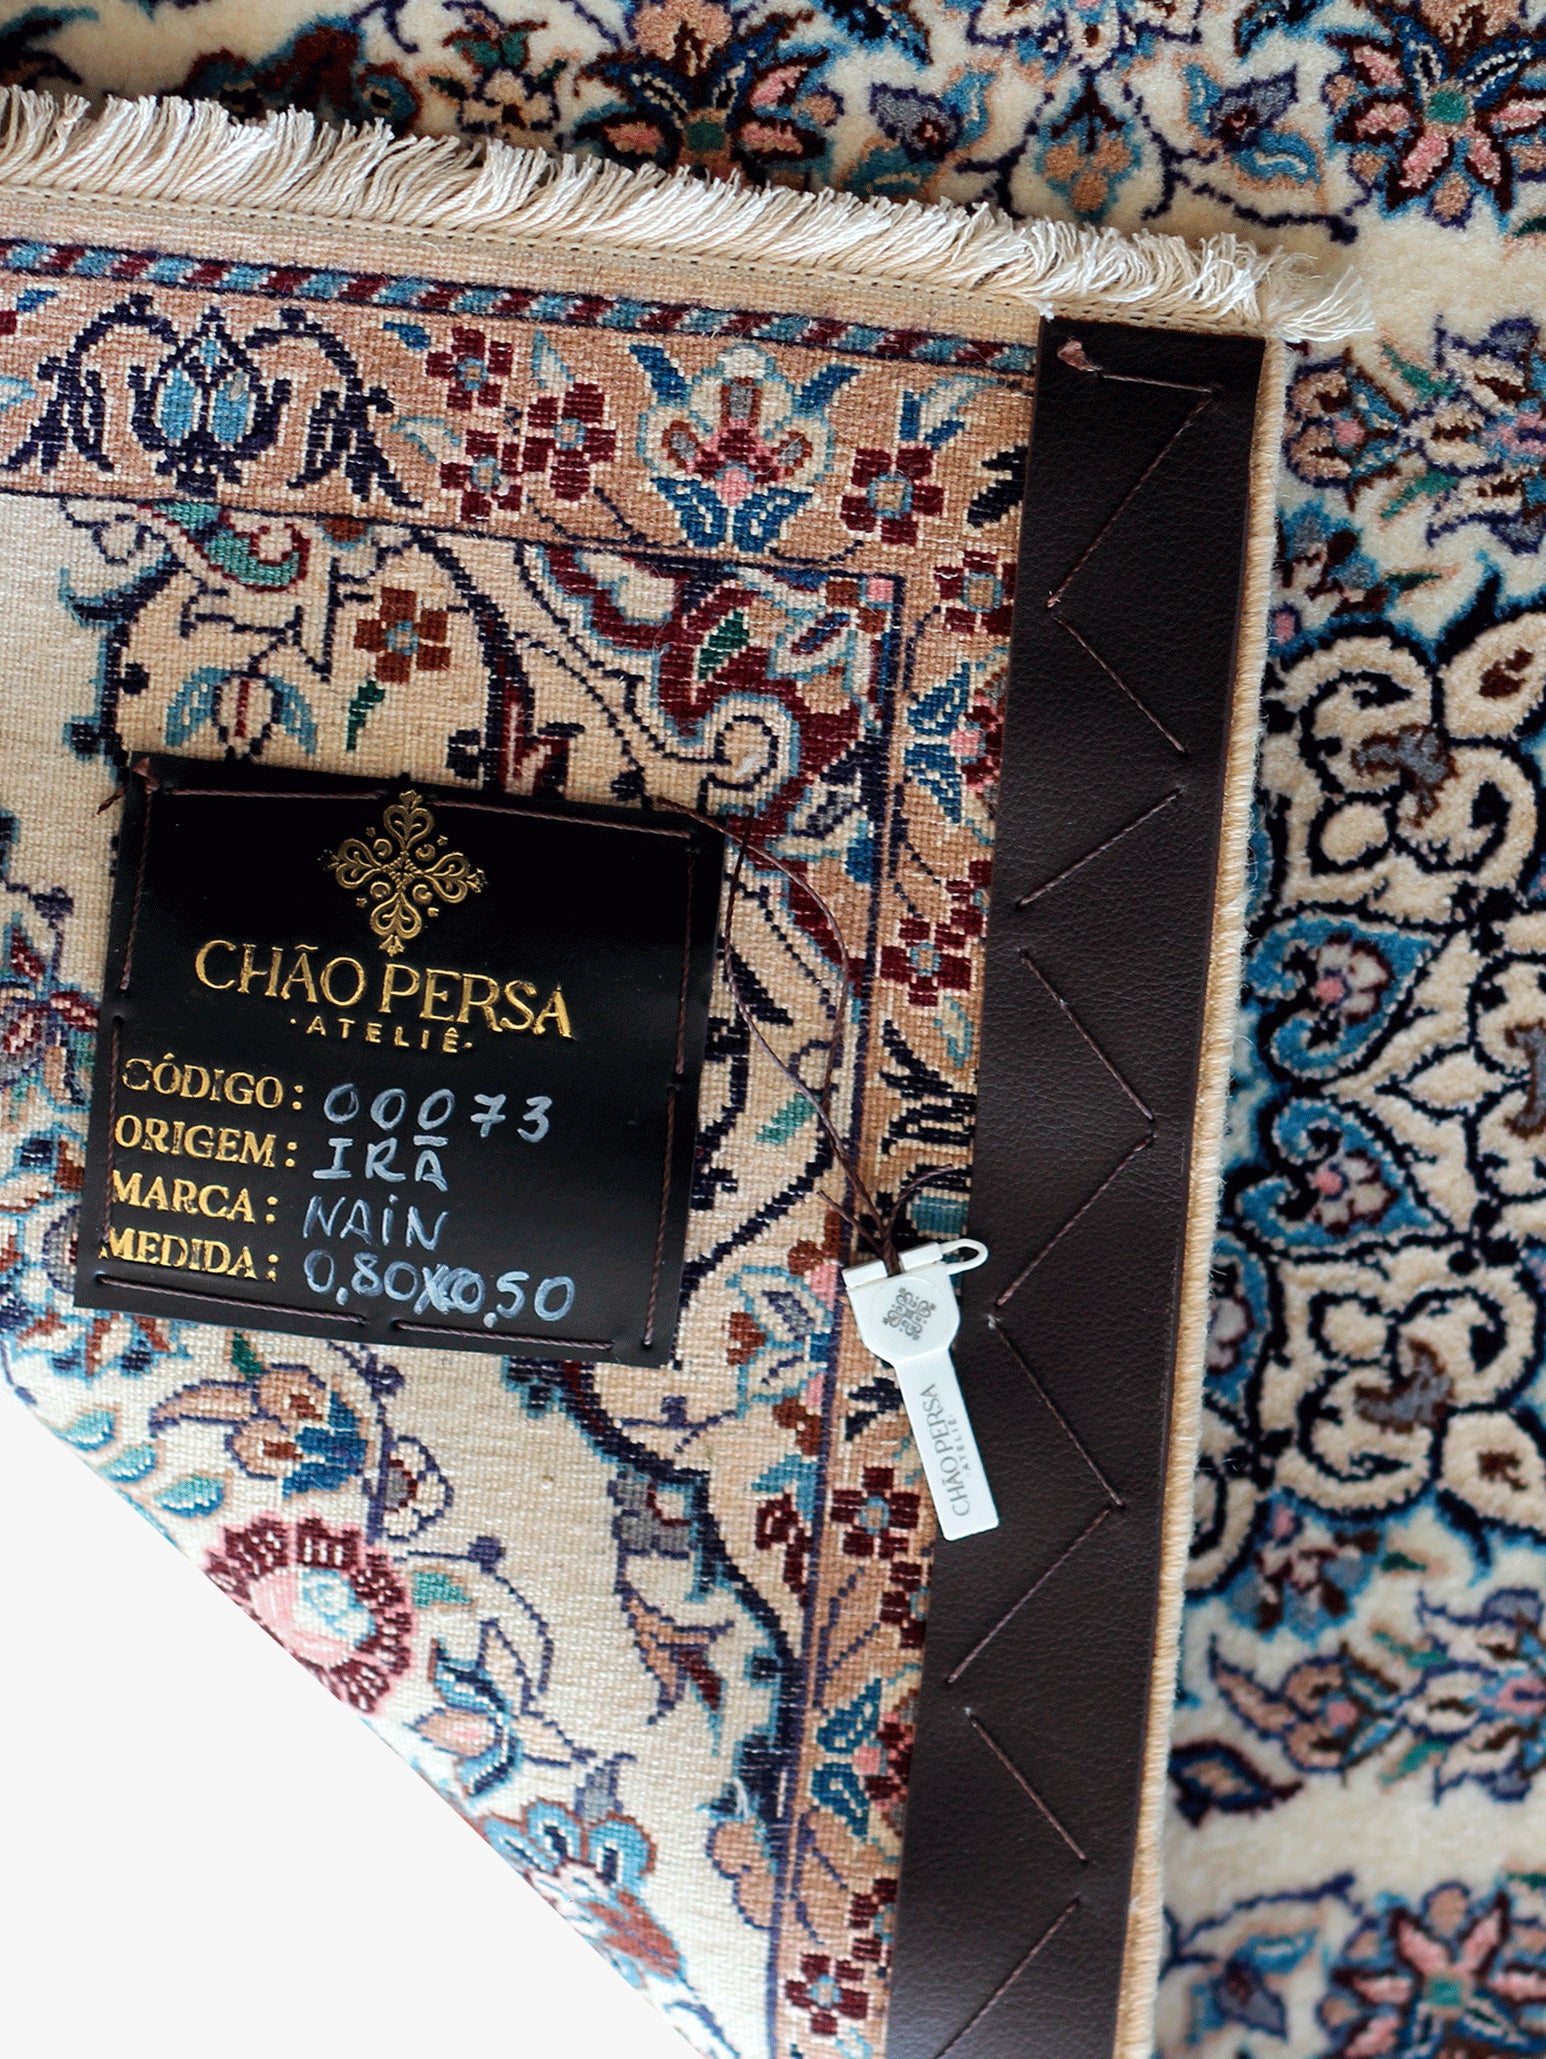 CHÃO PERSA
·ATELIÊ·
CÓDIGO: 00073
ORIGEM: IRÃ
MARCA: NAiN
MEDIDA: 0,80X0,50
CHÃO PERSA
·ATELIÊ·